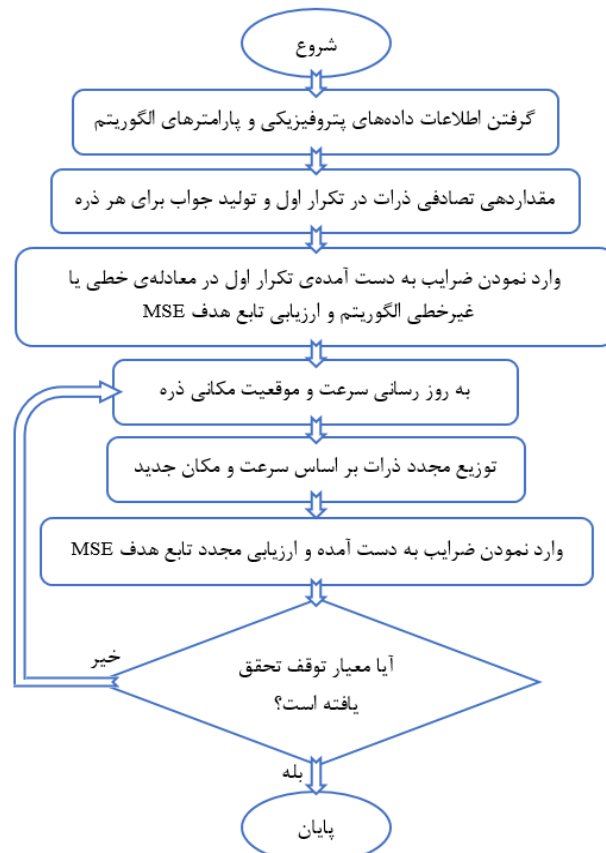 شروع
گرفتن اطلاعات داده‌های پتروفیزیکی و پارامترهای الگوریتم
مقداردهی تصادفی ذرات در تکرار اول و تولید جواب برای هر ذره
وارد نمودن ضرایب به دست آمده‌ی تکرار اول در معادله‌ی خطی یا
غیرخطی الگوریتم و ارزیابی تابع هدف MSE
به روز رسانی سرعت و موقعیت مکانی ذره
توزیع مجدد ذرات بر اساس سرعت و مکان جدید
وارد نمودن ضرایب به دست آمده و ارزیابی مجدد تابع هدف MSE
خیر
آیا معیار توقف تحقق
یافته است؟
بله
پایان